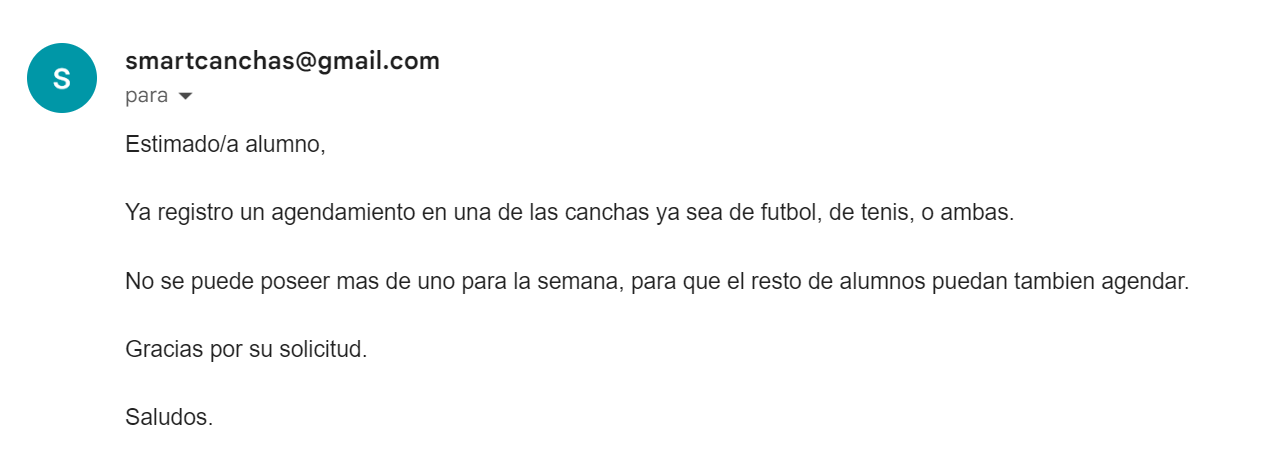 S
smartcanchas@gmail.com
para
Estimado/a alumno,
Ya registro un agendamiento en una de las canchas ya sea de futbol, de tenis, o ambas.
No se puede poseer mas de uno para la semana, para que el resto de alumnos puedan tambien agendar.
Gracias por su solicitud.
Saludos.